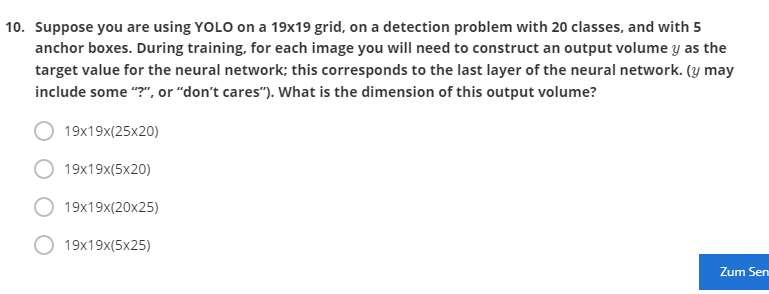 10. Suppose you are using YOLO on a 19x19 grid, on a detection problem with 20 classes, and with 5
anchor boxes. During training, for each image you will need to construct an output volume y as the
target value for the neural network; this corresponds to the last layer of the neural network. (y may
include some “?”, or “don’t cares”). What is the dimension of this output volume?
19x19x(25x20)
19x19x(5x20)
19x19x(20x25)
19x19x(5x25)
Zum Sen